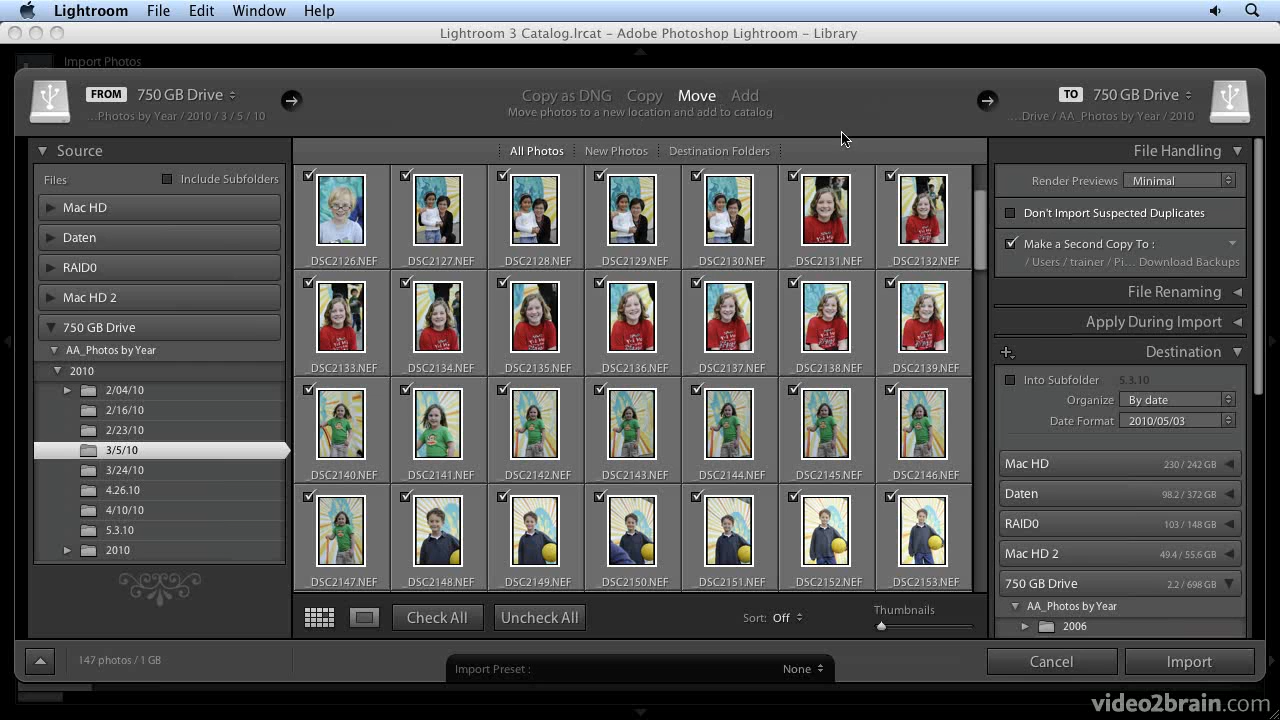 Lightroom File Edit Window Help
Lightroom 3 Catalog.lrcat – Adobe Photoshop Lightroom – Library
Import Photos
FROM 750 GB Drive
...Photos by Year / 2010 / 3 / 5 / 10
Copy as DNG Copy Move Add
Move photos to a new location and add to catalog
TO 750 GB Drive
...Drive / AA_Photos by Year / 2010
Source
Files Include Subfolders
Mac HD
Daten
RAID0
Mac HD 2
750 GB Drive
AA_Photos by Year
2010
2/04/10
2/16/10
2/23/10
3/5/10
3/24/10
4.26.10
4/10/10
5.3.10
2010
All Photos New Photos Destination Folders
_DSC2126.NEF _DSC2127.NEF _DSC2128.NEF _DSC2129.NEF _DSC2130.NEF _DSC2131.NEF _DSC2132.NEF
_DSC2133.NEF _DSC2134.NEF _DSC2135.NEF _DSC2136.NEF _DSC2137.NEF _DSC2138.NEF _DSC2139.NEF
_DSC2140.NEF _DSC2141.NEF _DSC2142.NEF _DSC2143.NEF _DSC2144.NEF _DSC2145.NEF _DSC2146.NEF
_DSC2147.NEF _DSC2148.NEF _DSC2149.NEF _DSC2150.NEF _DSC2151.NEF _DSC2152.NEF _DSC2153.NEF
Check All Uncheck All Sort: Off Thumbnails
File Handling
Render Previews Minimal
Don't Import Suspected Duplicates
Make a Second Copy To :
/ Users / trainer / Pi... Download Backups
File Renaming
Apply During Import
Destination
Into Subfolder 5.3.10
Organize By date
Date Format 2010/05/03
Mac HD 230 / 242 GB
Daten 98.2 / 372 GB
RAID0 103 / 148 GB
Mac HD 2 49.4 / 55.6 GB
750 GB Drive 2.2 / 698 GB
AA_Photos by Year
2006
147 photos / 1 GB
Import Preset : None
Cancel Import
video2brain.com